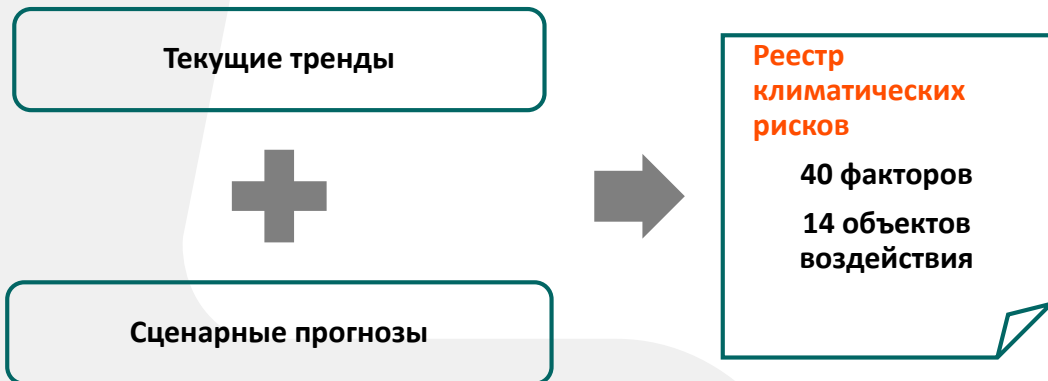 Текущие тренды
Сценарные прогнозы
Реестр
климатических
рисков
40 факторов
14 объектов
воздействия